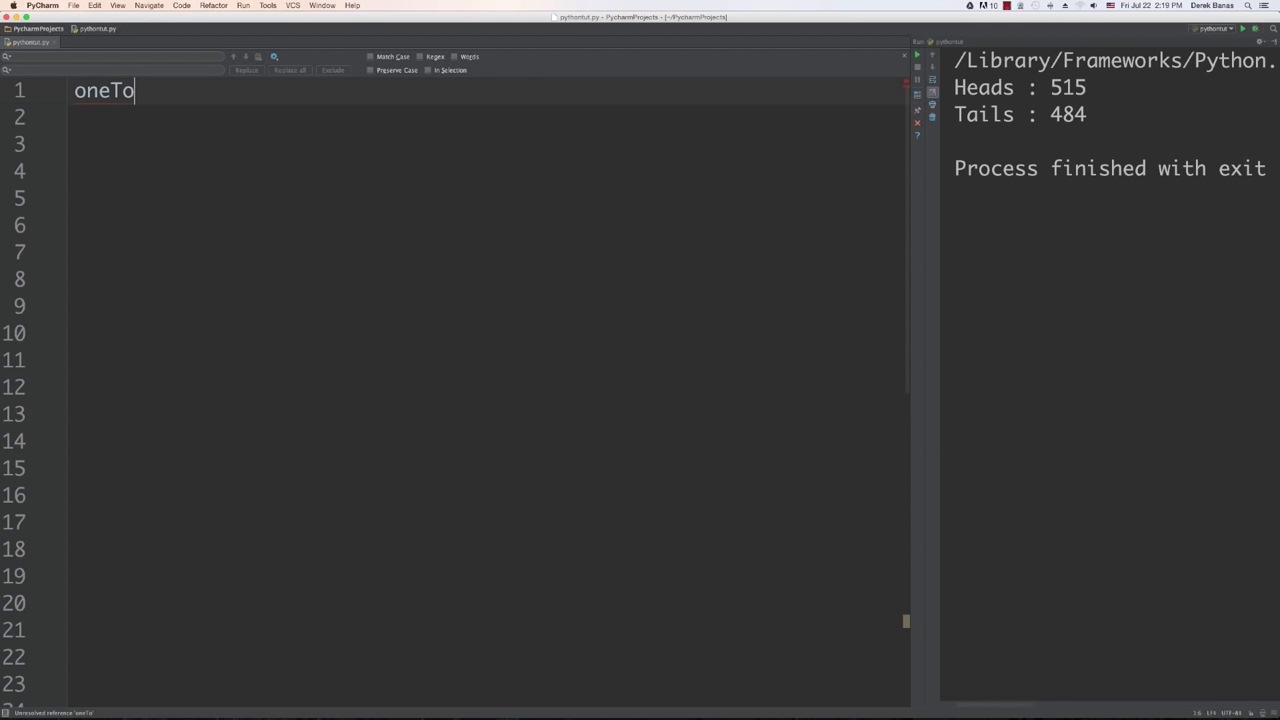 PyCharm File Edit View Navigate Code Refactor Run Tools VCS Window Help 10 Fri Jul 22 2:19 PM Derek Banas
pythontut.py - PycharmProjects - [~/PycharmProjects]
PycharmProjects pythontut.py pythontut
pythontut.py Run: pythontut
Match Case Regex Words
Replace Replace all Exclude Preserve Case In Selection
1 oneTo
2
3
4
5
6
7
8
9
10
11
12
13
14
15
16
17
18
19
20
21
22
23
/Library/Frameworks/Python.
Heads : 515
Tails : 484
Process finished with exit
Unresolved reference 'oneTo' 1:6 LF÷ UTF-8÷